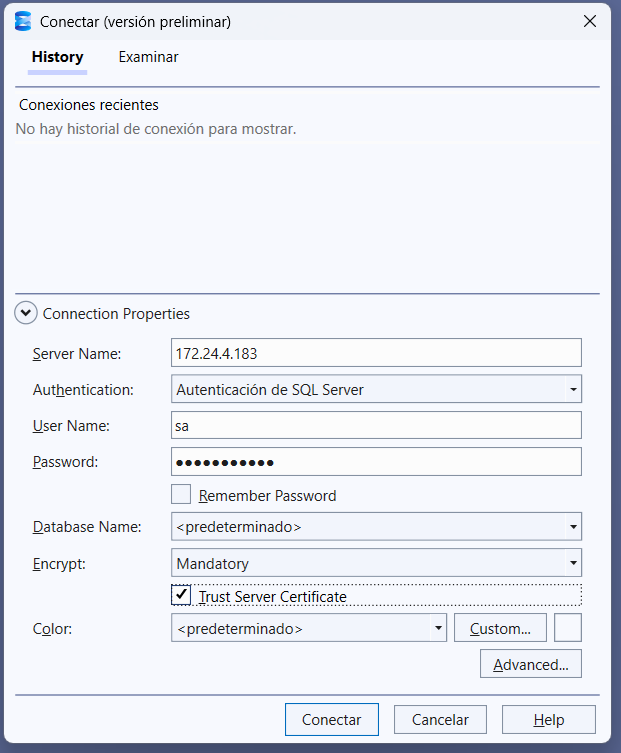 Conectar (versión preliminar)
History Examinar
Conexiones recientes
No hay historial de conexión para mostrar.
Connection Properties
Server Name: 172.24.4.183
Authentication: Autenticación de SQL Server
User Name: sa
Password: ●●●●●●●●●●●
Remember Password
Database Name: <predeterminado>
Encrypt: Mandatory
Trust Server Certificate
Color: <predeterminado> Custom...
Advanced...
Conectar Cancelar Help